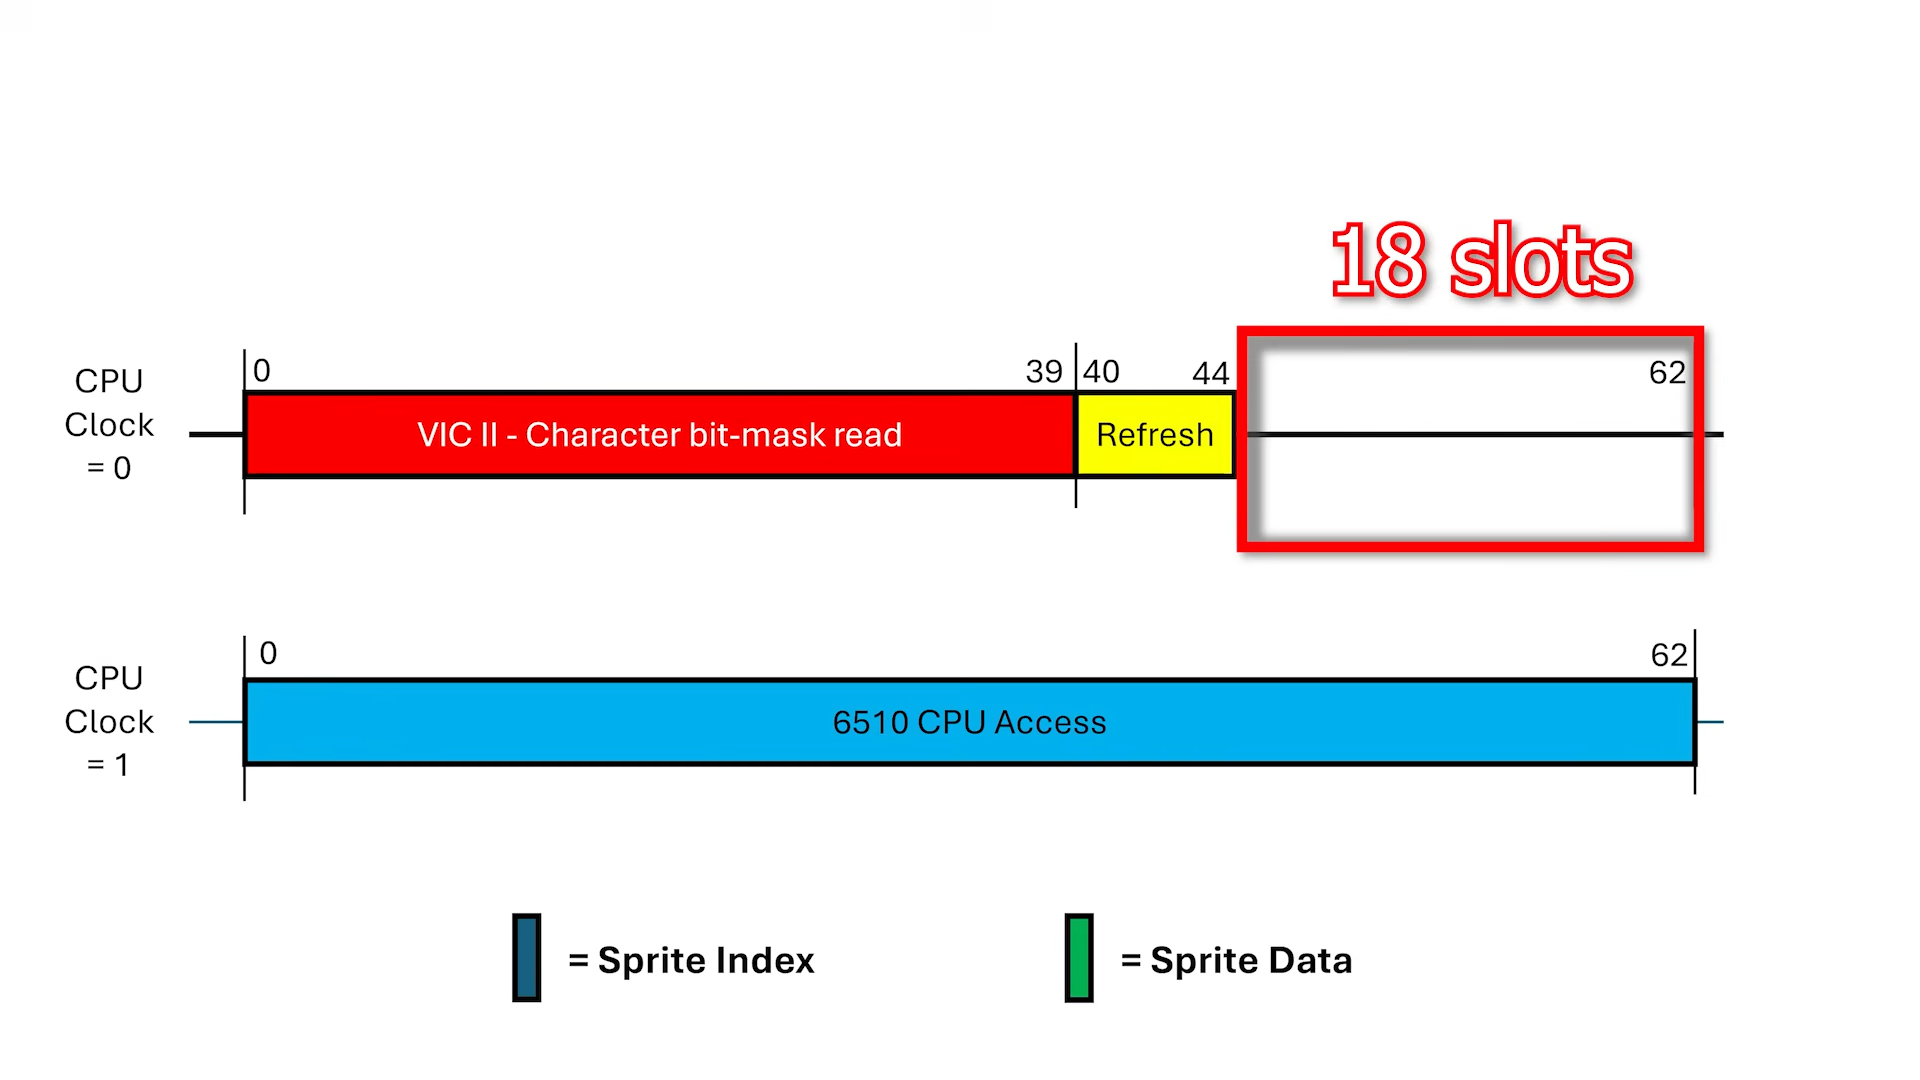 18 slots
CPU
Clock
= 0
0
39
40
44
62
VIC II - Character bit-mask read
Refresh
CPU
Clock
= 1
0
62
6510 CPU Access
= Sprite Index
= Sprite Data